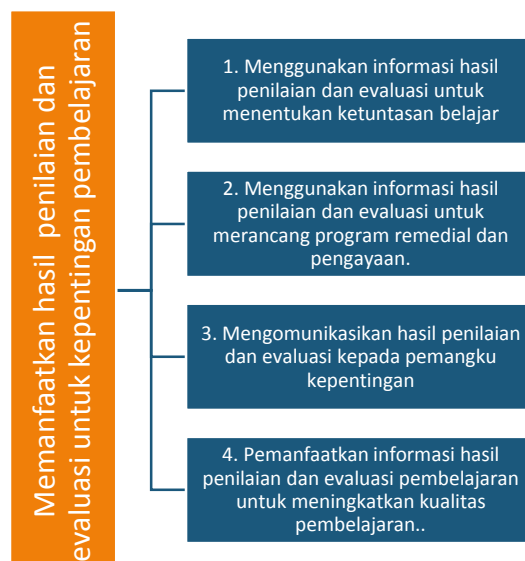 Memanfaatkan hasil penilaian dan
evaluasi untuk kepentingan pembelajaran
1. Menggunakan informasi hasil
penilaian dan evaluasi untuk
menentukan ketuntasan belajar
2. Menggunakan informasi hasil
penilaian dan evaluasi untuk
merancang program remedial dan
pengayaan.
3. Mengomunikasikan hasil penilaian
dan evaluasi kepada pemangku
kepentingan
4. Pemanfaatkan informasi hasil
penilaian dan evaluasi pembelajaran
untuk meningkatkan kualitas
pembelajaran..